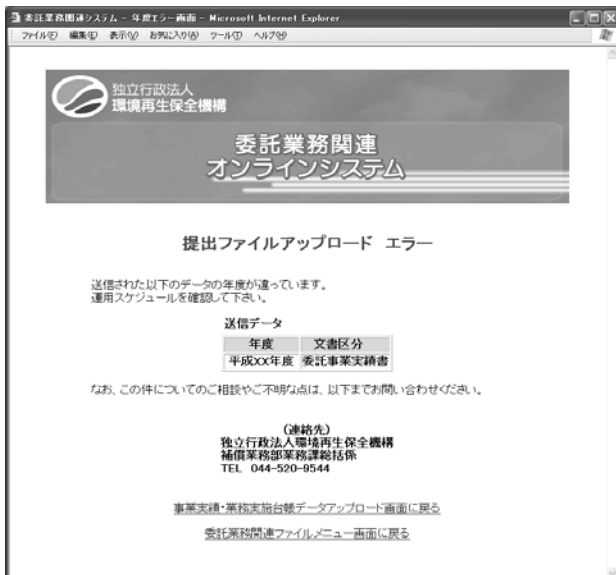 委託業務関連システム - 年度エラー画面 - Microsoft Internet Explorer
ファイル(F) 編集(E) 表示(V) お気に入り(A) ツール(T) ヘルプ(H)
独立行政法人
環境再生保全機構
委託業務関連
オンラインシステム
提出ファイルアップロード エラー
送信された以下のデータの年度が違っています。
運用スケジュールを確認して下さい。
送信データ
年度 文書区分
平成XX年度 委託事業実績書
なお、この件についてのご相談やご不明な点は、以下までお問い合わせください。
(連絡先)
独立行政法人環境再生保全機構
補償業務部業務課総括係
TEL 044-520-9544
事業実績・業務実施台帳データアップロード画面に戻る
委託業務関連ファイルメニュー画面に戻る